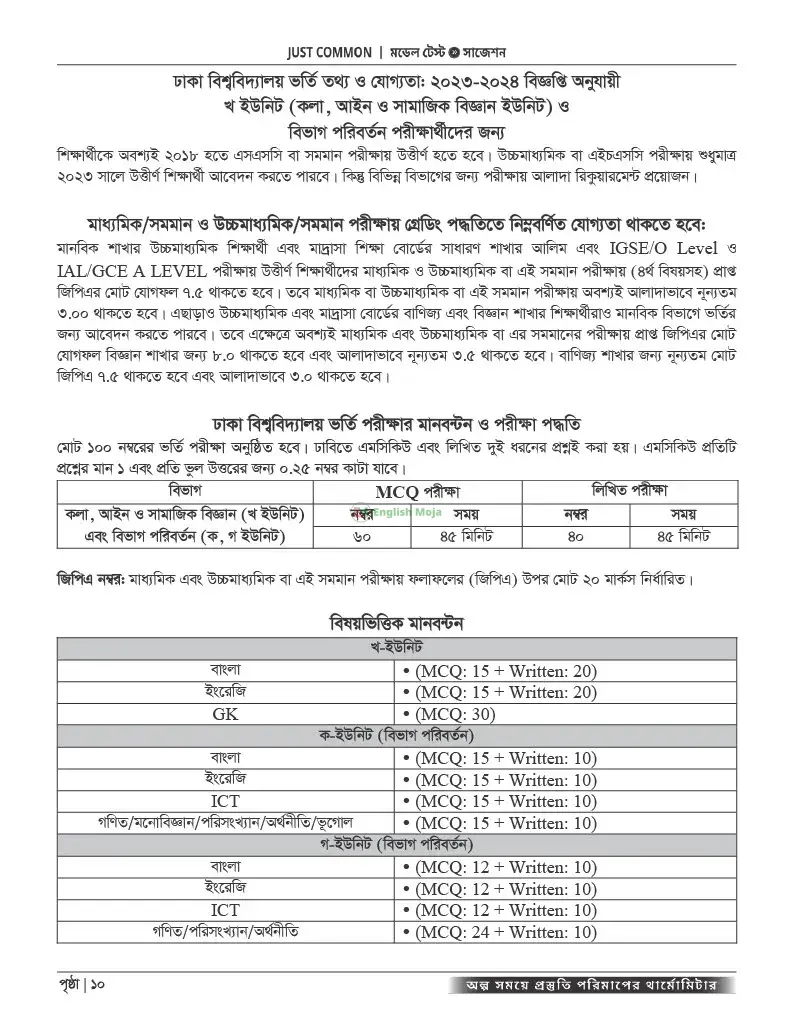 JUST COMMON | মডেল টেস্ট সাজেশন
ঢাকা বিশ্ববিদ্যালয় ভর্তি তথ্য ও যোগ্যতা: ২০২৩-২০২৪ বিজ্ঞপ্তি অনুযায়ী
খ ইউনিট (কলা, আইন ও সামাজিক বিজ্ঞান ইউনিট) ও
বিভাগ পরিবর্তন পরীক্ষার্থীদের জন্য
শিক্ষার্থীকে অবশ্যই ২০১৮ হতে এসএসসি বা সমমান পরীক্ষায় উত্তীর্ণ হতে হবে। উচ্চমাধ্যমিক বা এইচএসসি পরীক্ষায় শুধুমাত্র
২০২৩ সালে উত্তীর্ণ শিক্ষার্থী আবেদন করতে পারবে। কিন্তু বিভিন্ন বিভাগের জন্য পরীক্ষায় আলাদা রিকুয়ারমেন্ট প্রয়োজন।
মাধ্যমিক/সমমান ও উচ্চমাধ্যমিক/সমমান পরীক্ষায় গ্রেডিং পদ্ধতিতে নিম্নবর্ণিত যোগ্যতা থাকতে হবে:
মানবিক শাখার উচ্চমাধ্যমিক শিক্ষার্থী এবং মাদ্রাসা শিক্ষা বোর্ডের সাধারণ শাখার আলিম এবং IGSE/O Level ও
IAL/GCE A LEVEL পরীক্ষায় উত্তীর্ণ শিক্ষার্থীদের মাধ্যমিক ও উচ্চমাধ্যমিক বা এই সমমান পরীক্ষায় (৪র্থ বিষয়সহ) প্রাপ্ত
জিপিএর মোট যোগফল ৭.৫ থাকতে হবে। তবে মাধ্যমিক বা উচ্চমাধ্যমিক বা এই সমমান পরীক্ষায় অবশ্যই আলাদাভাবে নূন্যতম
৩.০০ থাকতে হবে। এছাড়াও উচ্চমাধ্যমিক এবং মাদ্রাসা বোর্ডের বাণিজ্য এবং বিজ্ঞান শাখার শিক্ষার্থীরাও মানবিক বিভাগে ভর্তির
জন্য আবেদন করতে পারবে। তবে এক্ষেত্রে অবশ্যই মাধ্যমিক এবং উচ্চমাধ্যমিক বা এর সমমানের পরীক্ষায় প্রাপ্ত জিপিএর মোট
যোগফল বিজ্ঞান শাখার জন্য ৮.০ থাকতে হবে এবং আলাদাভাবে নূন্যতম ৩.৫ থাকতে হবে। বাণিজ্য শাখার জন্য নূন্যতম মোট
জিপিএ ৭.৫ থাকতে হবে এবং আলাদাভাবে ৩.০ থাকতে হবে।
ঢাকা বিশ্ববিদ্যালয় ভর্তি পরীক্ষার মানবন্টন ও পরীক্ষা পদ্ধতি
মোট ১০০ নম্বরের ভর্তি পরীক্ষা অনুষ্ঠিত হবে। ঢাবিতে এমসিকিউ এবং লিখিত দুই ধরনের প্রশ্নই করা হয়। এমসিকিউ প্রতিটি
প্রশ্নের মান ১ এবং প্রতি ভুল উত্তরের জন্য ০.২৫ নম্বর কাটা যাবে।
বিভাগ MCQ পরীক্ষা লিখিত পরীক্ষা
কলা, আইন ও সামাজিক বিজ্ঞান (খ ইউনিট) নম্বর সময় নম্বর সময়
English Moja
এবং বিভাগ পরিবর্তন (ক, গ ইউনিট) ৬০ ৪৫ মিনিট ৪০ ৪৫ মিনিট
জিপিএ নম্বর: মাধ্যমিক এবং উচ্চমাধ্যমিক বা এই সমমান পরীক্ষায় ফলাফলের (জিপিএ) উপর মোট ২০ মার্কস নির্ধারিত।
বিষয়ভিত্তিক মানবন্টন
খ-ইউনিট
বাংলা • (MCQ: 15 + Written: 20)
ইংরেজি • (MCQ: 15 + Written: 20)
GK • (MCQ: 30)
ক-ইউনিট (বিভাগ পরিবর্তন)
বাংলা • (MCQ: 15 + Written: 10)
ইংরেজি • (MCQ: 15 + Written: 10)
ICT • (MCQ: 15 + Written: 10)
গণিত/মনোবিজ্ঞান/পরিসংখ্যান/অর্থনীতি/ভূগোল • (MCQ: 15 + Written: 10)
গ-ইউনিট (বিভাগ পরিবর্তন)
বাংলা • (MCQ: 12 + Written: 10)
ইংরেজি • (MCQ: 12 + Written: 10)
ICT • (MCQ: 12 + Written: 10)
গণিত/পরিসংখ্যান/অর্থনীতি • (MCQ: 24 + Written: 10)
পৃষ্ঠা | ১০ অল্প সময়ে প্রস্তুতি পরিমাপের থার্মোমিটার